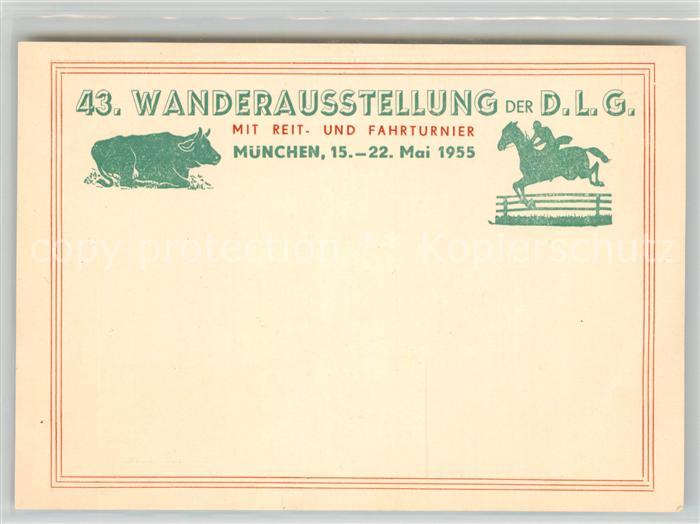 43. WANDERAUSSTELLUNG DER D.L.G.
MIT REIT- UND FAHRTURNIER
MÜNCHEN, 15.–22. Mai 1955
copy protection ** Kopierschutz